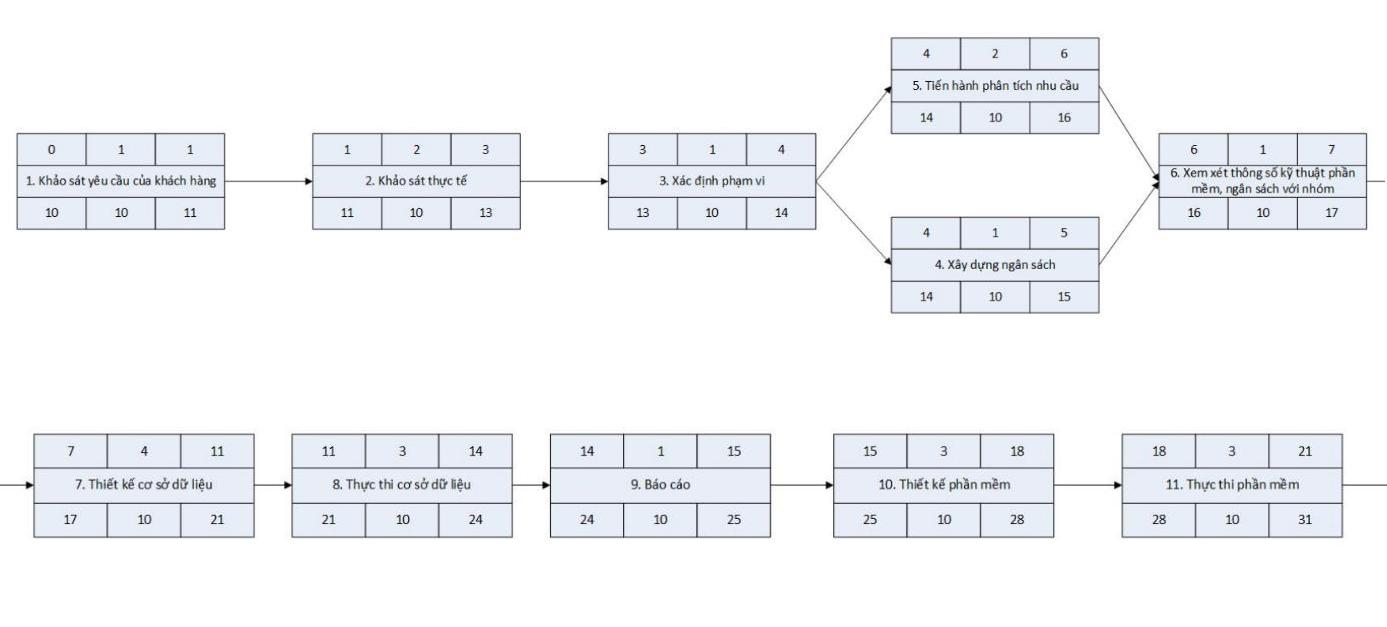 4 2 6
5. Tiến hành phân tích nhu cầu
14 10 16
0 1 1
1. Khảo sát yêu cầu của khách hàng
10 10 11
1 2 3
2. Khảo sát thực tế
11 10 13
3 1 4
3. Xác định phạm vi
13 10 14
6 1 7
6. Xem xét thông số kỹ thuật phần
mềm, ngân sách với nhóm
16 10 17
4 1 5
4. Xây dựng ngân sách
14 10 15
7 4 11
7. Thiết kế cơ sở dữ liệu
17 10 21
11 3 14
8. Thực thi cơ sở dữ liệu
21 10 24
14 1 15
9. Báo cáo
24 10 25
15 3 18
10. Thiết kế phần mềm
25 10 28
18 3 21
11. Thực thi phần mềm
28 10 31